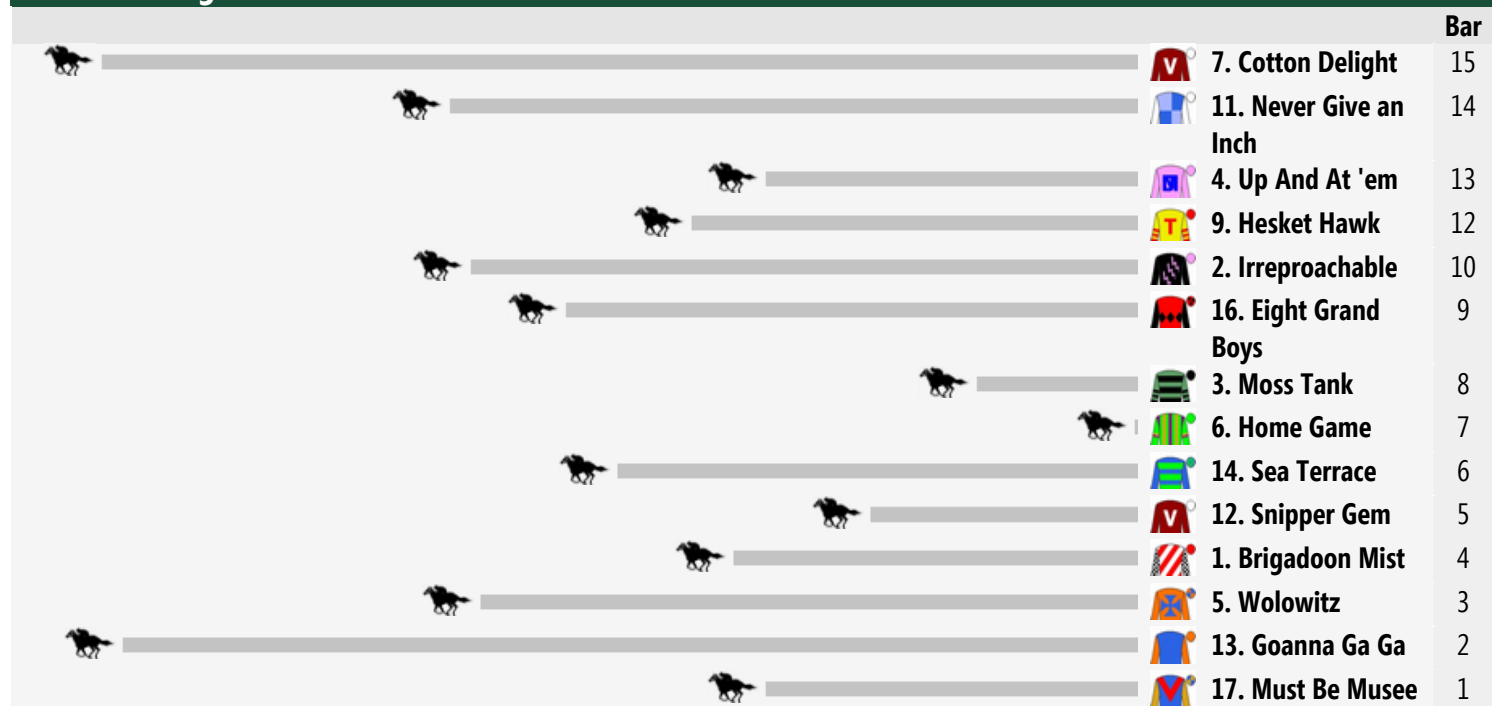 Bar
7. Cotton Delight 15
11. Never Give an 14
Inch
4. Up And At 'em 13
9. Hesket Hawk 12
2. Irreproachable 10
16. Eight Grand 9
Boys
3. Moss Tank 8
6. Home Game 7
14. Sea Terrace 6
V 12. Snipper Gem 5
1. Brigadoon Mist 4
5. Wolowitz 3
13. Goanna Ga Ga 2
17. Must Be Musee 1